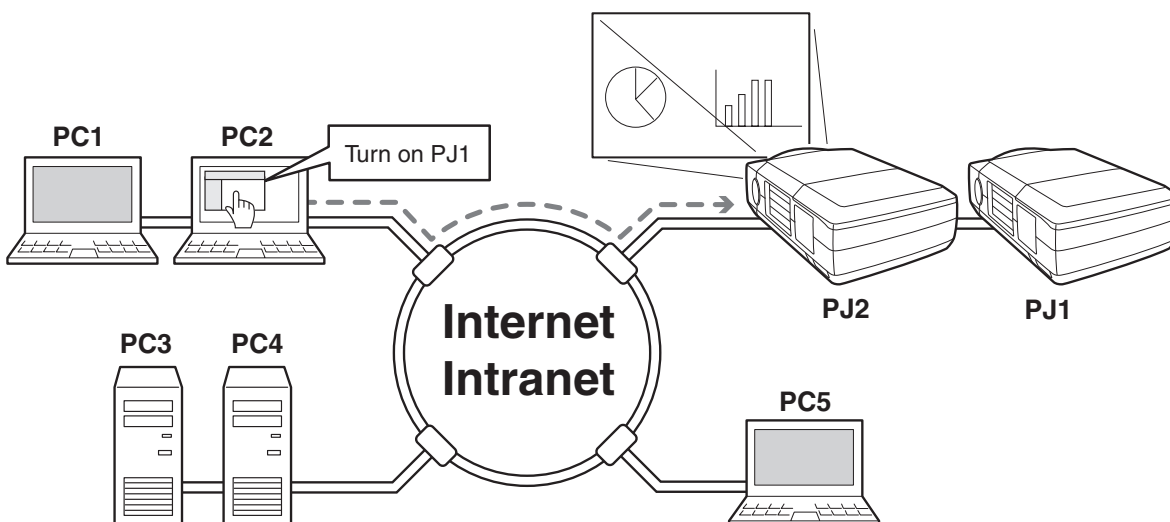 PC1
PC2
Turn on PJ1
PJ2
PJ1
Internet
Intranet
PC3
PC4
PC5